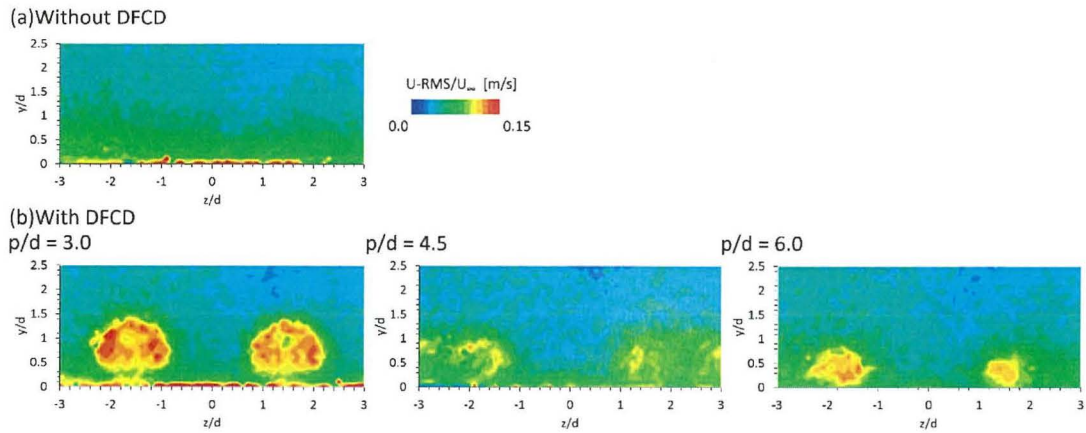 (a)Without DFCD
2.5
2
1.5
1
0.5
0
y/d
-3 -2 -1 0 1 2 3
z/d
U-RMS/U∞ [m/s]
0.0 0.15
(b)With DFCD
p/d = 3.0 p/d = 4.5 p/d = 6.0
2.5 2.5 2.5
2 2 2
1.5 1.5 1.5
1 1 1
0.5 0.5 0.5
0 0 0
y/d y/d y/d
-3 -2 -1 0 1 2 3 -3 -2 -1 0 1 2 3 -3 -2 -1 0 1 2 3
z/d z/d z/d